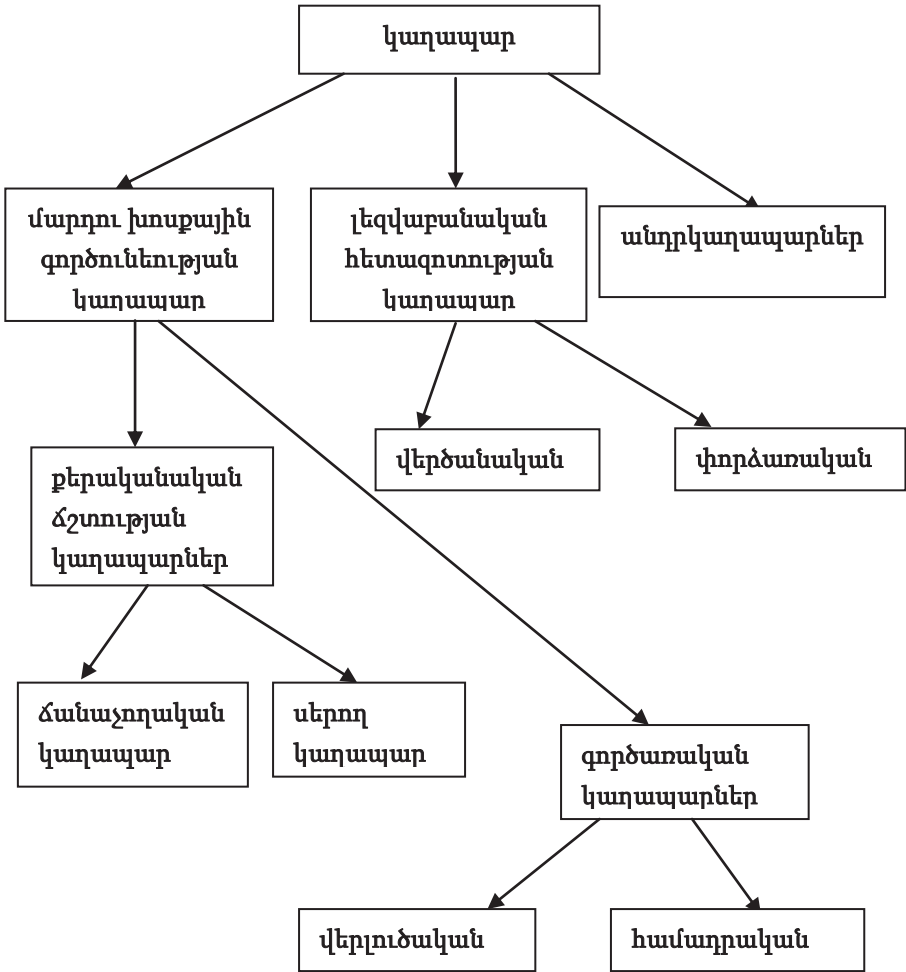 կաղապար
մարդու խոսքային
գործունեության
կաղապար
լեզվաբանական
հետազոտության
կաղապար
անդրկաղապարներ
վերծանական
փորձառական
քերականական
ճշտության
կաղապարներ
ճանաչողական
կաղապար
սերող
կաղապար
գործառական
կաղապարներ
վերլուծական
համադրական